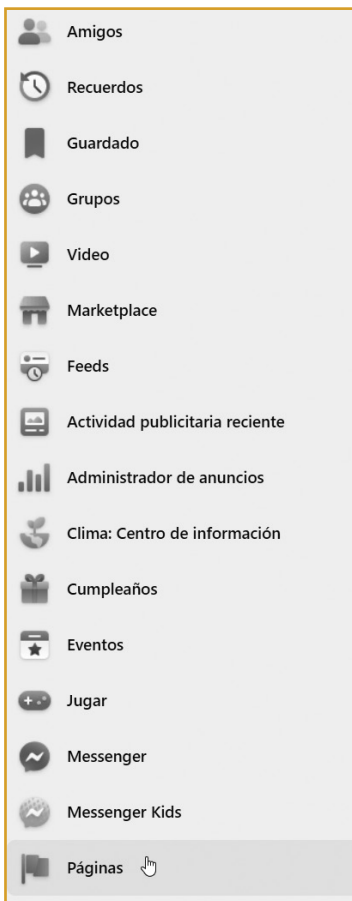 Amigos
Recuerdos
Guardado
Grupos
Video
Marketplace
Feeds
Actividad publicitaria reciente
Administrador de anuncios
Clima: Centro de información
Cumpleaños
Eventos
Jugar
Messenger
Messenger Kids
Páginas